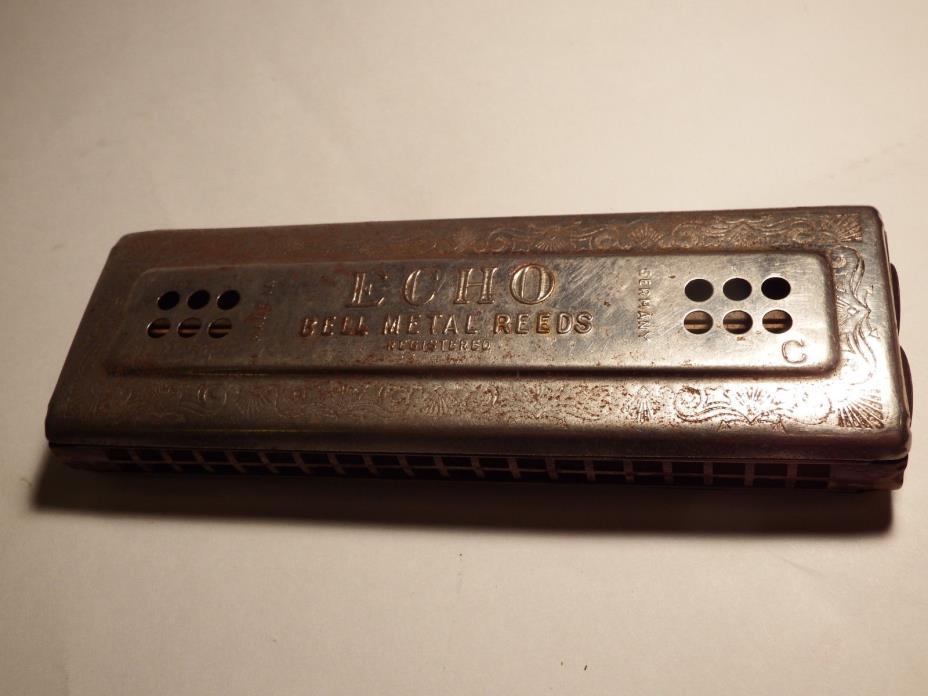 ECHO
BELL METAL REEDS
REGISTERED
GERMANY
C